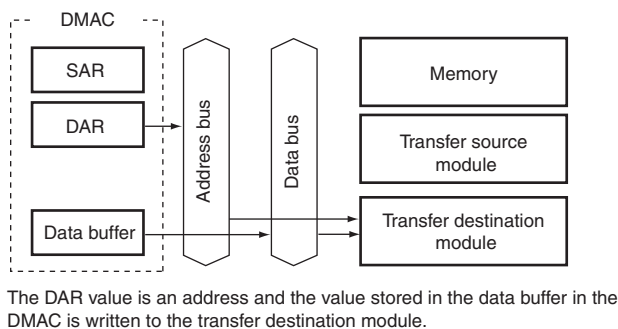 DMAC
SAR
DAR
Data buffer
Address bus
Data bus
Memory
Transfer source
module
Transfer destination
module
The DAR value is an address and the value stored in the data buffer in the
DMAC is written to the transfer destination module.